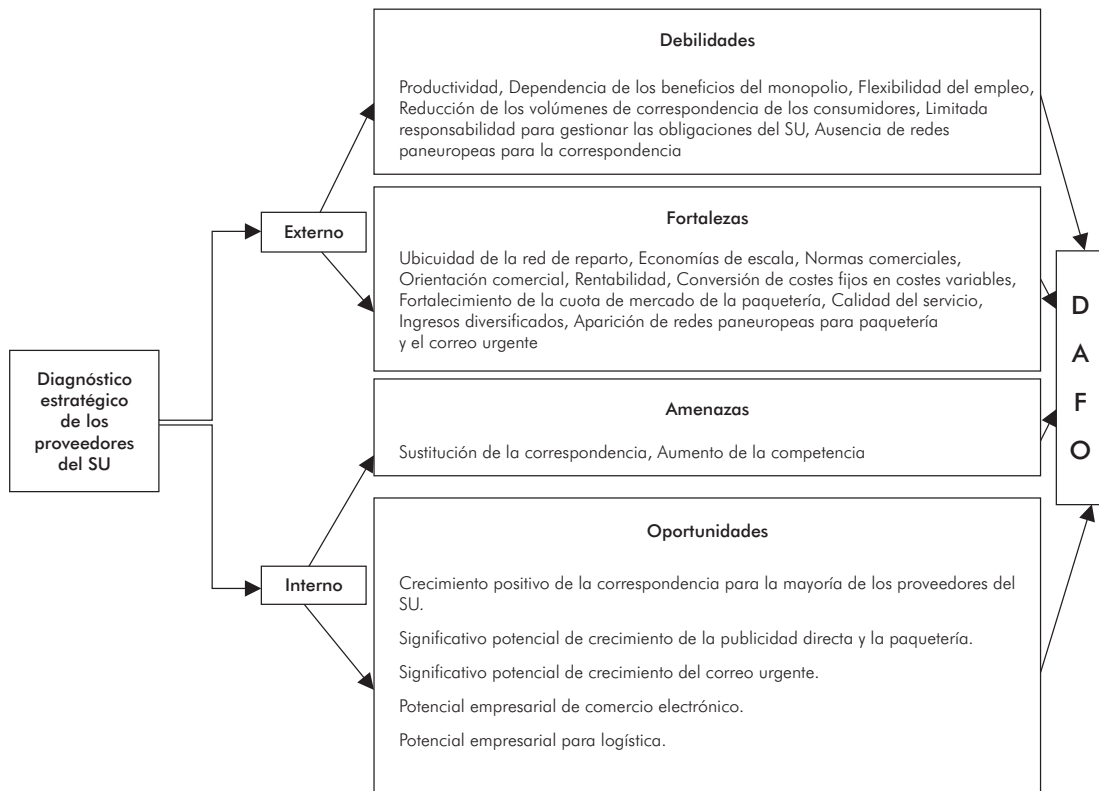 Debilidades
Productividad, Dependencia de los beneficios del monopolio, Flexibilidad del empleo,
Reducción de los volúmenes de correspondencia de los consumidores, Limitada
responsabilidad para gestionar las obligaciones del SU, Ausencia de redes
paneuropeas para la correspondencia
Externo
Fortalezas
Ubicuidad de la red de reparto, Economías de escala, Normas comerciales,
Orientación comercial, Rentabilidad, Conversión de costes fijos en costes variables,
Fortalecimiento de la cuota de mercado de la paquetería, Calidad del servicio,
Ingresos diversificados, Aparición de redes paneuropeas para paquetería
y el correo urgente
Diagnóstico
estratégico
de los
proveedores
del SU
Amenazas
Sustitución de la correspondencia, Aumento de la competencia
Interno
Oportunidades
Crecimiento positivo de la correspondencia para la mayoría de los proveedores del
SU.
Significativo potencial de crecimiento de la publicidad directa y la paquetería.
Significativo potencial de crecimiento del correo urgente.
Potencial empresarial de comercio electrónico.
Potencial empresarial para logística.
D
A
F
O